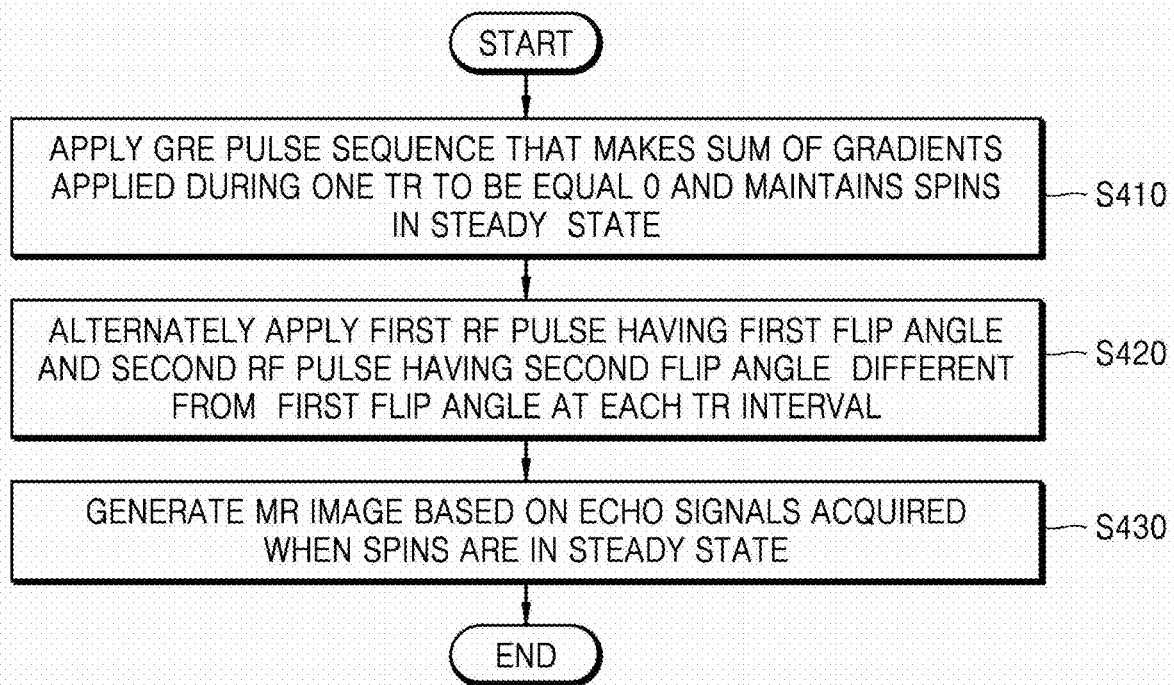 START
APPLY GRE PULSE SEQUENCE THAT MAKES SUM OF GRADIENTS
APPLIED DURING ONE TR TO BE EQUAL 0 AND MAINTAINS SPINS
IN STEADY STATE
S410
ALTERNATELY APPLY FIRST RF PULSE HAVING FIRST FLIP ANGLE
AND SECOND RF PULSE HAVING SECOND FLIP ANGLE DIFFERENT
FROM FIRST FLIP ANGLE AT EACH TR INTERVAL
S420
GENERATE MR IMAGE BASED ON ECHO SIGNALS ACQUIRED
WHEN SPINS ARE IN STEADY STATE
S430
END